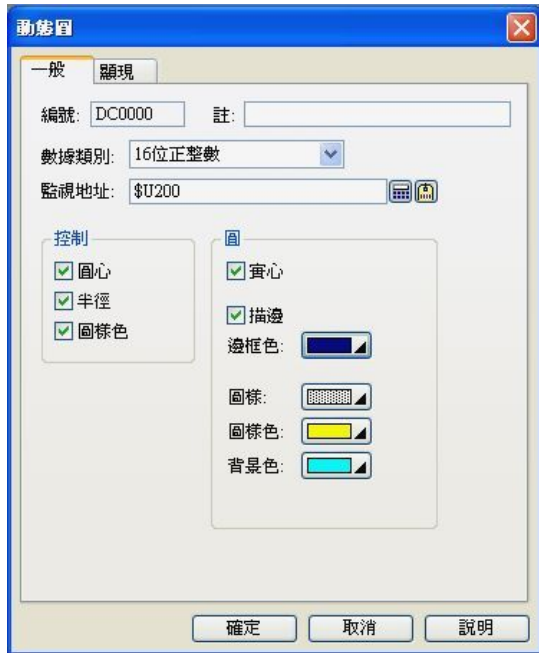 動態圓
一般 顯現
編號: DC0000 註:
數據類別: 16位正整數
監視地址: $U200
控制
圓心
半徑
圖樣色
圓
實心
描邊
邊框色:
圖樣:
圖樣色:
背景色:
確定 取消 說明